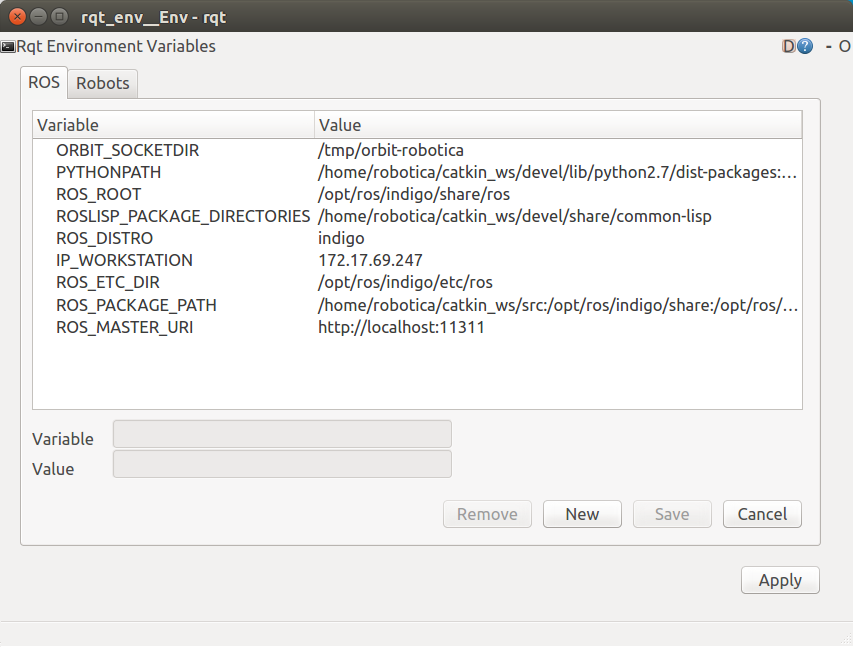 rqt_env__Env - rqt
Rqt Environment Variables D ? - O
ROS Robots
Variable Value
ORBIT_SOCKETDIR /tmp/orbit-robotica
PYTHONPATH /home/robotica/catkin_ws/devel/lib/python2.7/dist-packages:...
ROS_ROOT /opt/ros/indigo/share/ros
ROSLISP_PACKAGE_DIRECTORIES /home/robotica/catkin_ws/devel/share/common-lisp
ROS_DISTRO indigo
IP_WORKSTATION 172.17.69.247
ROS_ETC_DIR /opt/ros/indigo/etc/ros
ROS_PACKAGE_PATH /home/robotica/catkin_ws/src:/opt/ros/indigo/share:/opt/ros/...
ROS_MASTER_URI http://localhost:11311
Variable
Value
Remove New Save Cancel
Apply